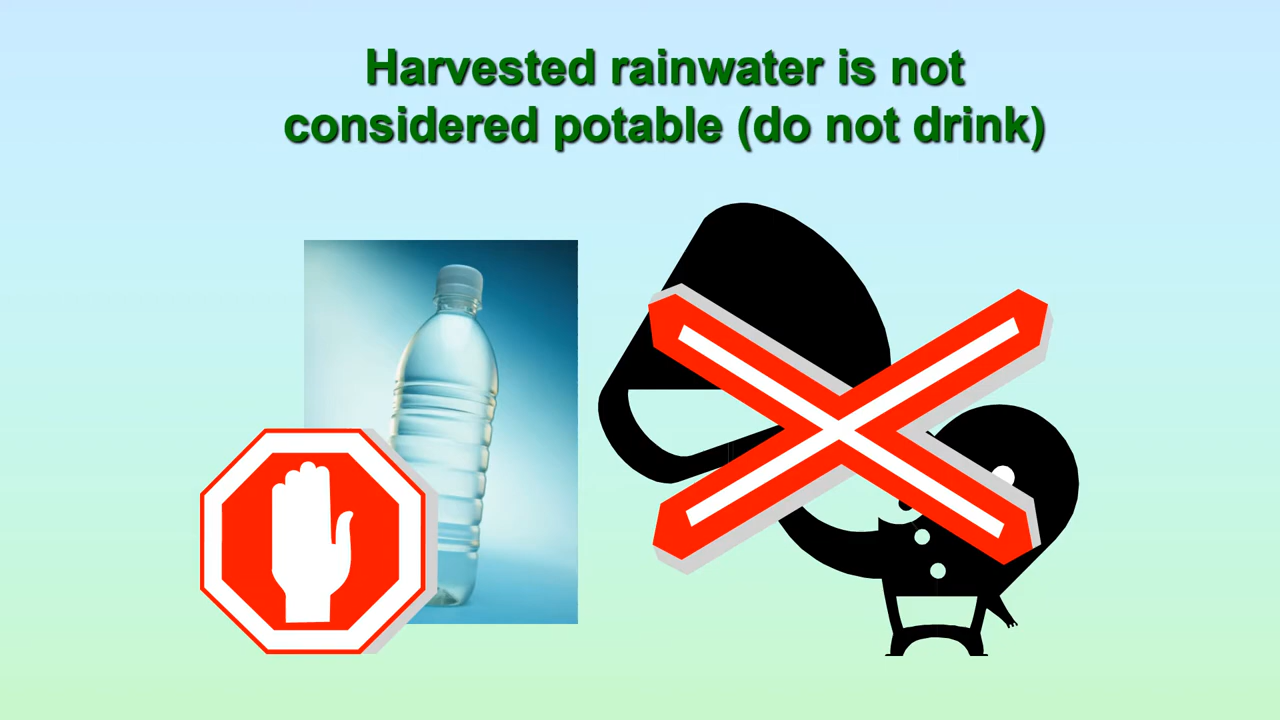 Harvested rainwater is not
considered potable (do not drink)